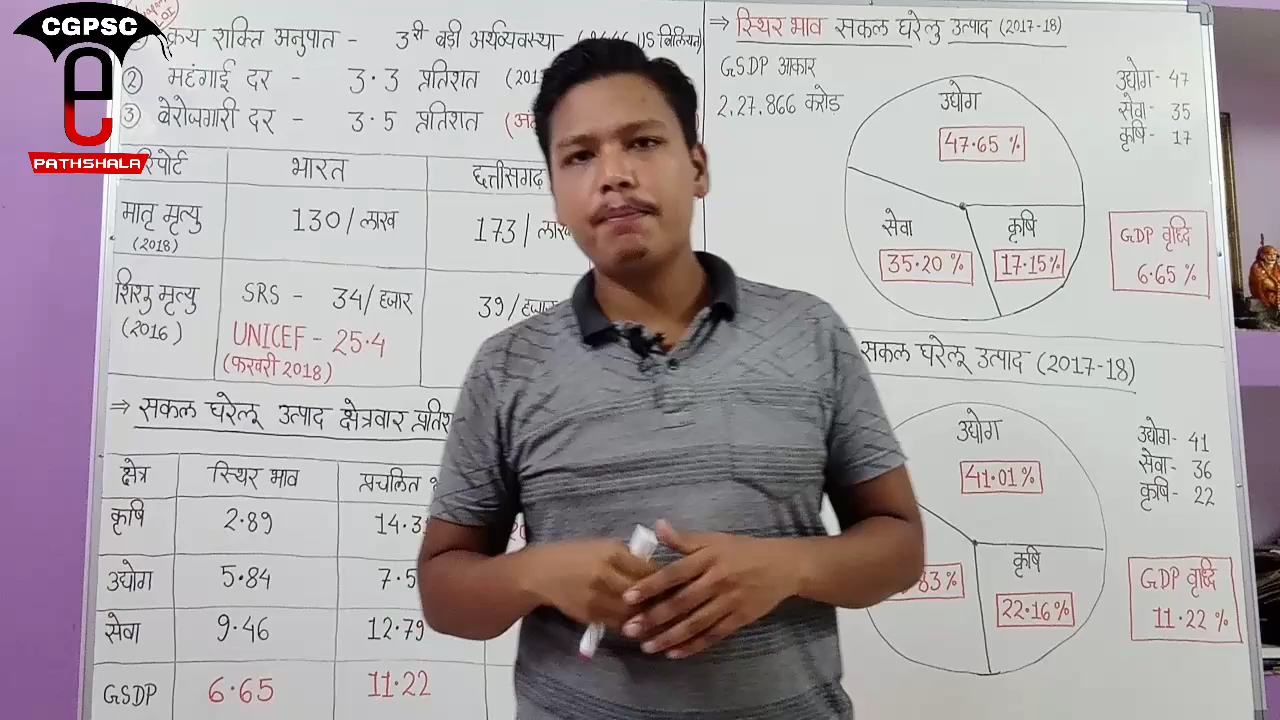 CGPSC
PATHSHALA
क्रय शक्ति अनुपात - 3री बड़ी अर्थव्यवस्था
② महंगाई दर - 3.3 प्रतिशत
③ बेरोजगारी दर - 3.5 प्रतिशत
रिपोर्ट भारत छत्तीसगढ़
मातृ मृत्यु 130/लाख 173/लाख
(2018)
शिशु मृत्यु SRS - 34/हजार 39/हजार
(2016) UNICEF - 25.4
(फरवरी 2018)
⇒ सकल घरेलू उत्पाद क्षेत्रवार
क्षेत्र स्थिर भाव प्रचलित
कृषि 2.89
उद्योग 5.84
सेवा 9.46 12.79
GSDP 6.65 11.22
⇒ स्थिर भाव सकल घरेलु उत्पाद (2017-18)
GSDP आकार
2,27.866 करोड़
उद्योग
47.65 %
सेवा
35.20 %
कृषि
17.15%
उद्योग- 47
सेवा- 35
कृषि- 17
GDP वृध्दि
6.65 %
सकल घरेलू उत्पाद (2017-18)
उद्योग
41.01%
कृषि
22.16%
उद्योग- 41
सेवा- 36
कृषि- 22
GDP वृध्दि
11.22 %